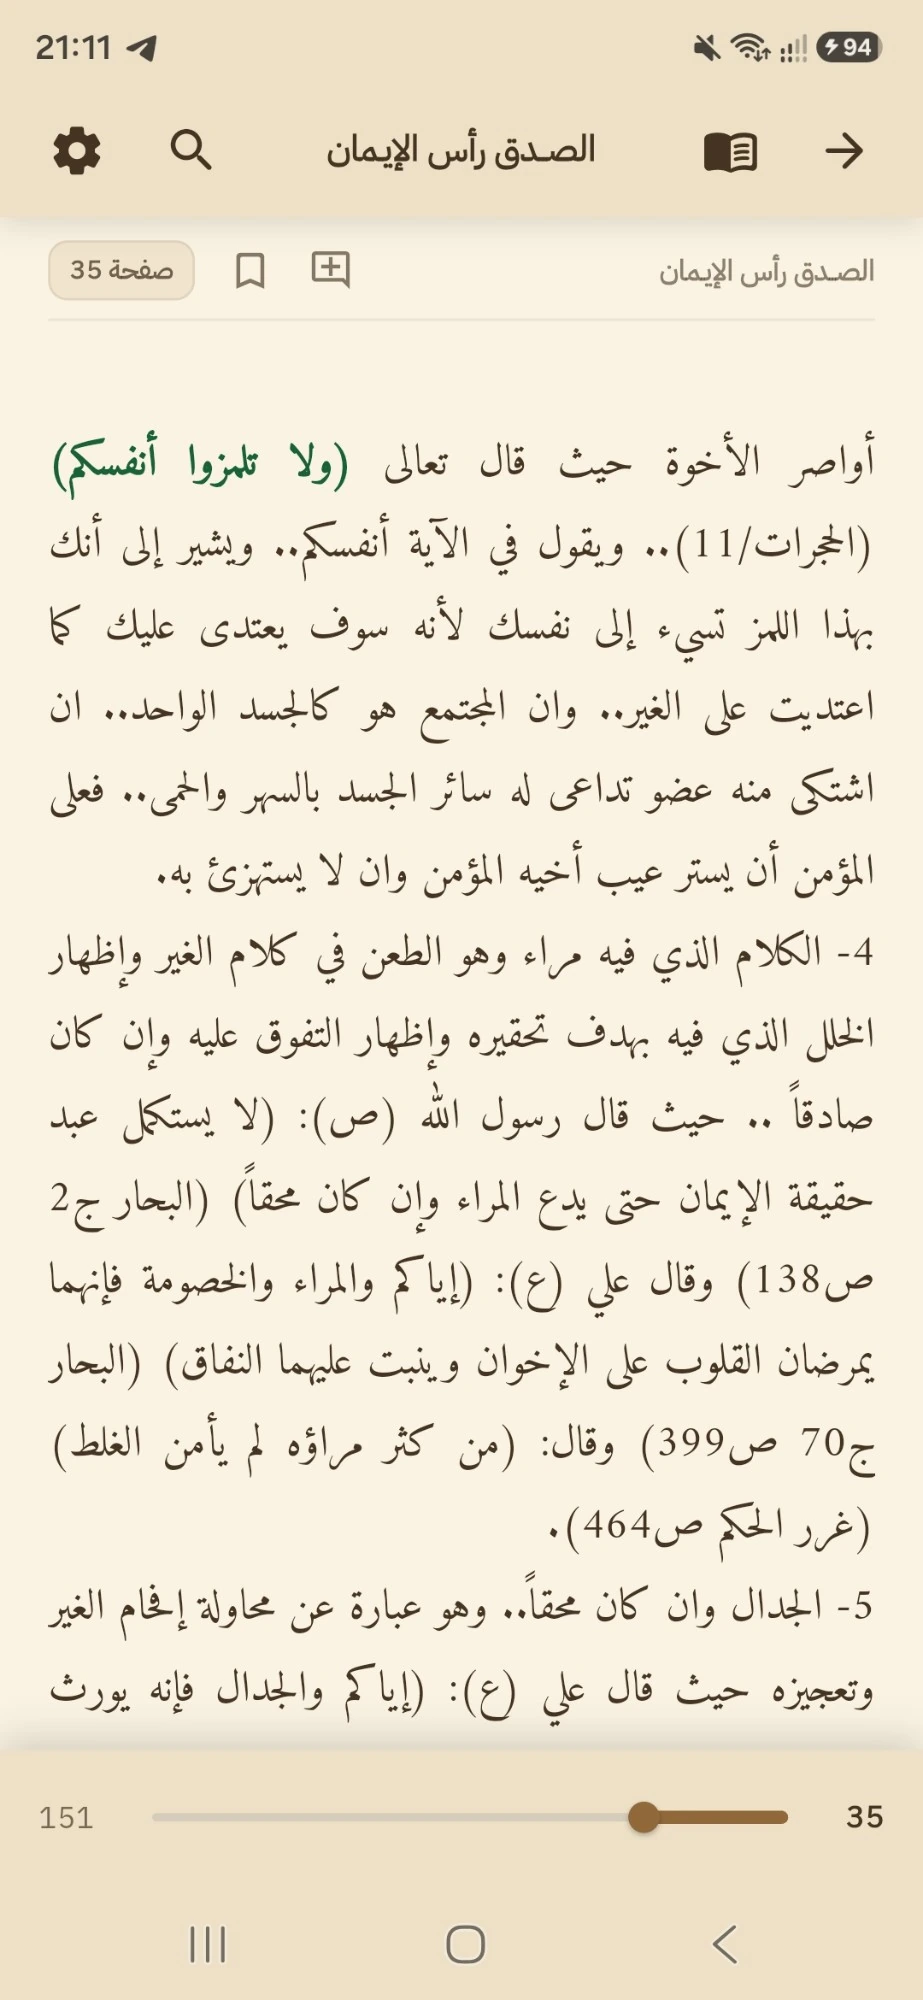 21:11
94
الصدق رأس الإيمان
الصدق رأس الإيمان
صفحة 35
أواصر الأخوة حيث قال تعالى (ولا تلمزوا أنفسكم)
(الحجرات/11).. ويقول في الآية أنفسكم.. ويشير إلى أنك
بهذا اللمز تسيء إلى نفسك لأنه سوف يعتدى عليك كما
اعتديت على الغير.. وان المجتمع هو كالجسد الواحد.. ان
اشتكى منه عضو تداعى له سائر الجسد بالسهر والحمى.. فعلى
المؤمن أن يستر عيب أخيه المؤمن وان لا يستهزئ به.
4- الكلام الذي فيه مراء وهو الطعن في كلام الغير وإظهار
الخلل الذي فيه بهدف تحقيره وإظهار التفوق عليه وإن كان
صادقاً .. حيث قال رسول الله (ص): (لا يستكمل عبد
حقيقة الإيمان حتى يدع المراء وإن كان محقاً) (البحار ج2
ص138) وقال علي (ع): (إياكم والمراء والخصومة فإنهما
يمرضان القلوب على الإخوان وينبت عليهما النفاق) (البحار
ج70 ص399) وقال: (من كثر مراؤه لم يأمن الغلط)
(غرر الحكم ص464).
5- الجدال وان كان محقاً.. وهو عبارة عن محاولة إفحام الغير
وتعجيزه حيث قال علي (ع): (إياكم والجدال فإنه يورث
35
151